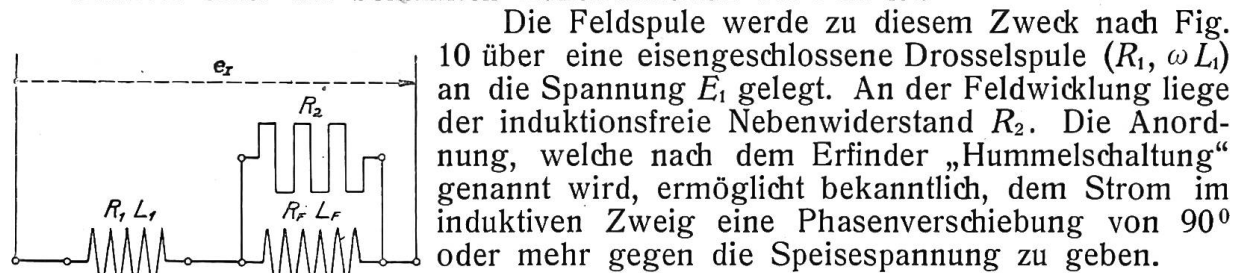 Die Feldspule werde zu diesem Zweck nach Fig.
10 über eine eisengeschlossene Drosselspule (R₁, ω L₁)
an die Spannung E₁ gelegt. An der Feldwicklung liege
der induktionsfreie Nebenwiderstand R₂. Die Anord-
nung, welche nach dem Erfinder „Hummelschaltung“
genannt wird, ermöglicht bekanntlich, dem Strom im
induktiven Zweig eine Phasenverschiebung von 90⁰
oder mehr gegen die Speisespannung zu geben.
e_I
R₂
R₁ L₁
R_F L_F